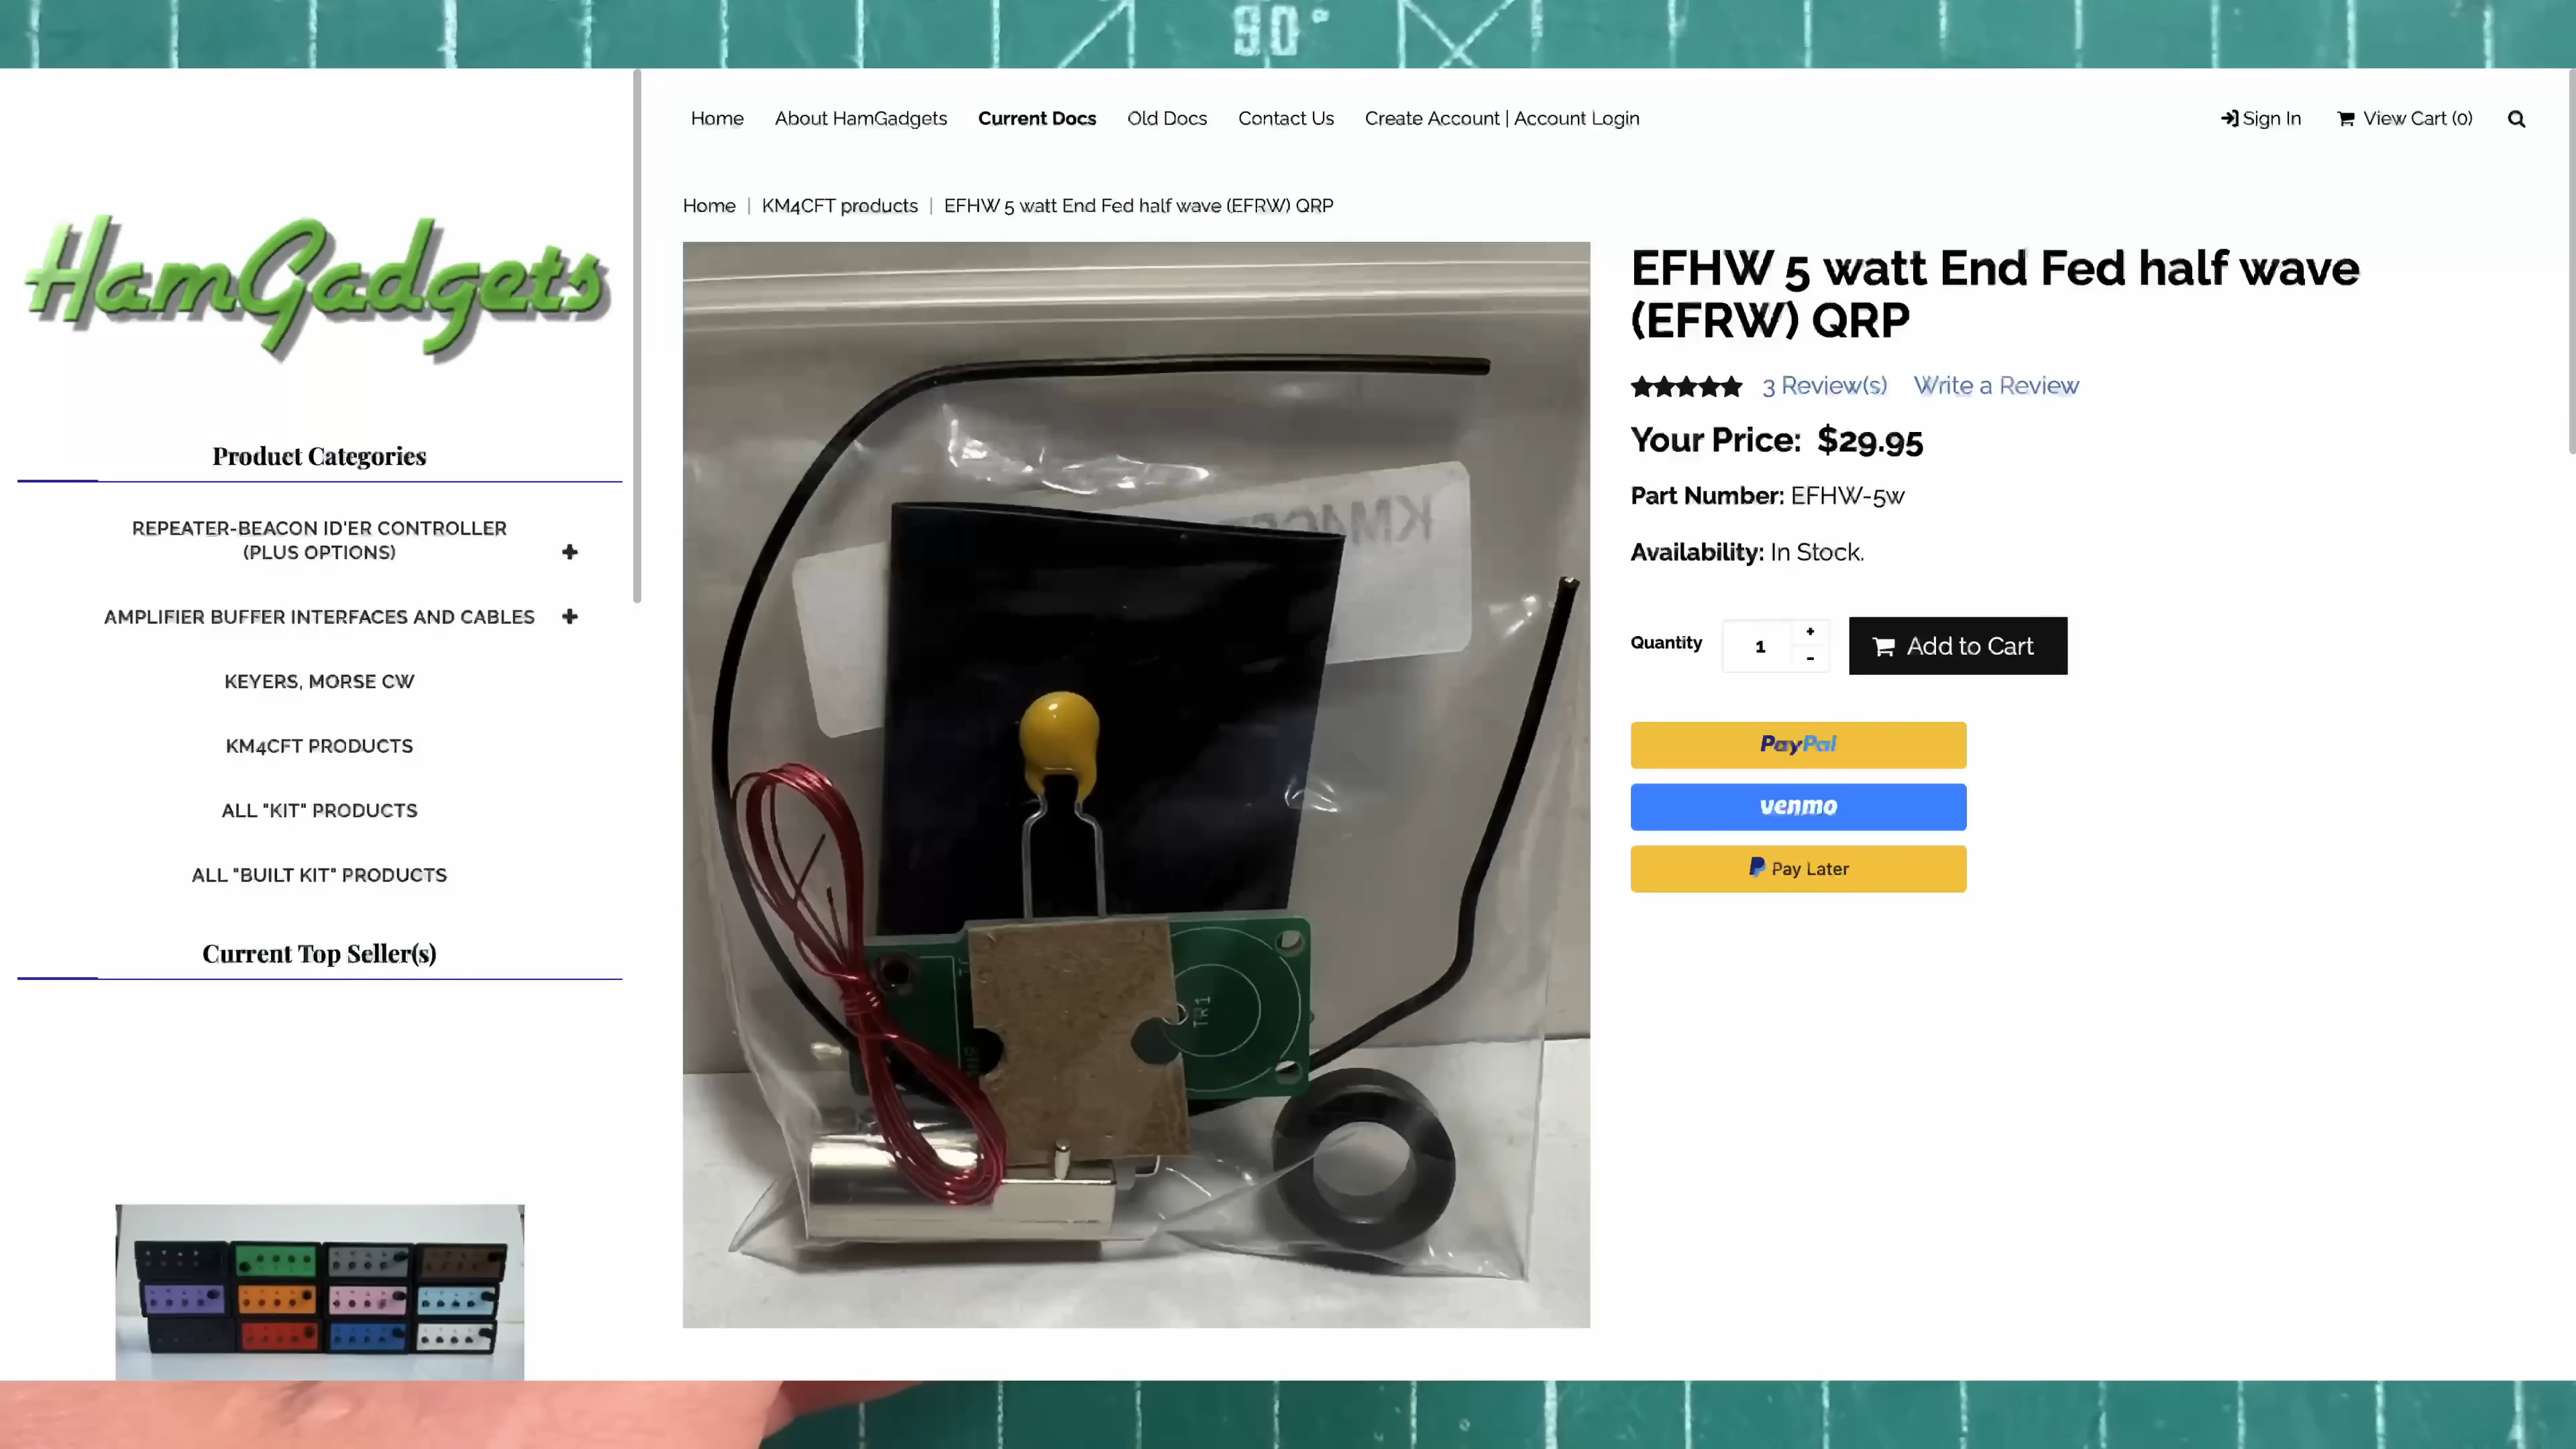 90°
Home About HamGadgets Current Docs Old Docs Contact Us Create Account | Account Login Sign In View Cart (0)
HamGadgets
Product Categories
REPEATER-BEACON ID'ER CONTROLLER
(PLUS OPTIONS)
AMPLIFIER BUFFER INTERFACES AND CABLES
KEYERS, MORSE CW
KM4CFT PRODUCTS
ALL "KIT" PRODUCTS
ALL "BUILT KIT" PRODUCTS
Current Top Seller(s)
Home | KM4CFT products | EFHW 5 watt End Fed half wave (EFRW) QRP
TR1
EFHW 5 watt End Fed half wave
(EFRW) QRP
3 Review(s) Write a Review
Your Price: $29.95
Part Number: EFHW-5w
Availability: In Stock.
Quantity 1 + - Add to Cart
PayPal
venmo
Pay Later